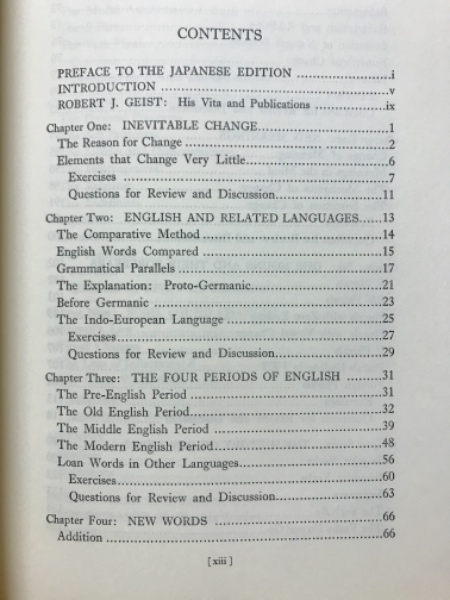 CONTENTS
PREFACE TO THE JAPANESE EDITION ......................i
INTRODUCTION ......................v
ROBERT J. GEIST: His Vita and Publications ......................ix
Chapter One: INEVITABLE CHANGE......................1
The Reason for Change ......................2
Elements that Change Very Little......................6
Exercises ......................7
Questions for Review and Discussion......................11
Chapter Two: ENGLISH AND RELATED LANGUAGES......13
The Comparative Method ......................14
English Words Compared ......................15
Grammatical Parallels......................17
The Explanation: Proto-Germanic......................21
Before Germanic ......................23
The Indo-European Language ......................25
Exercises......................27
Questions for Review and Discussion......................29
Chapter Three: THE FOUR PERIODS OF ENGLISH .........31
The Pre-English Period ......................31
The Old English Period......................32
The Middle English Period ......................39
The Modern English Period......................48
Loan Words in Other Languages......................56
Exercises......................60
Questions for Review and Discussion......................63
Chapter Four: NEW WORDS ......................66
Addition ......................66
[ xiii ]